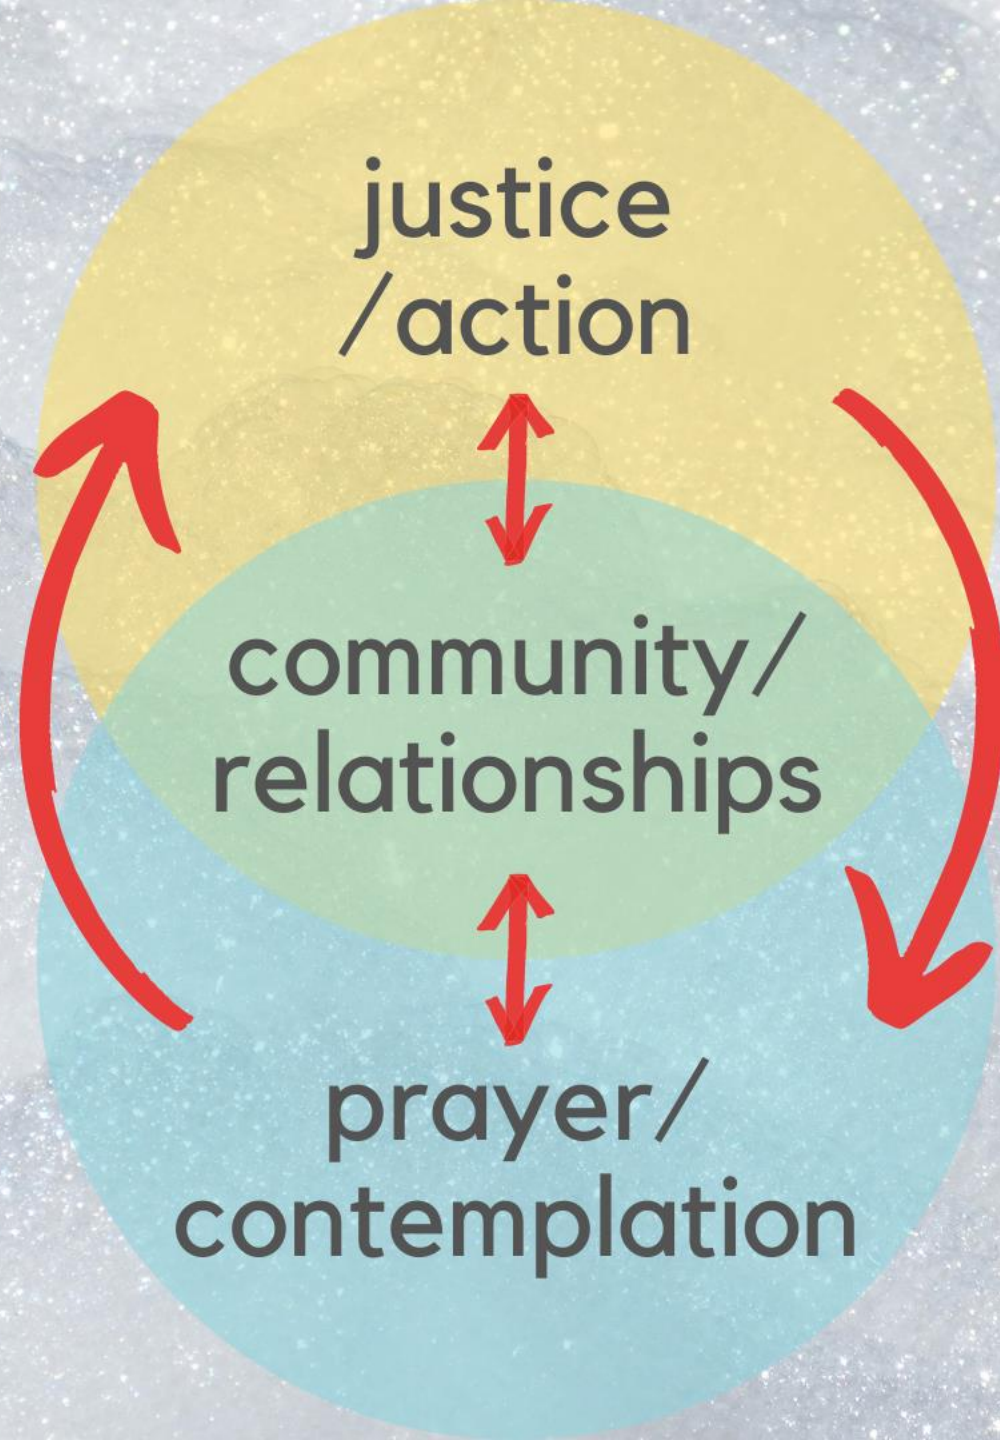 justice
/action
community/
relationships
prayer/
contemplation